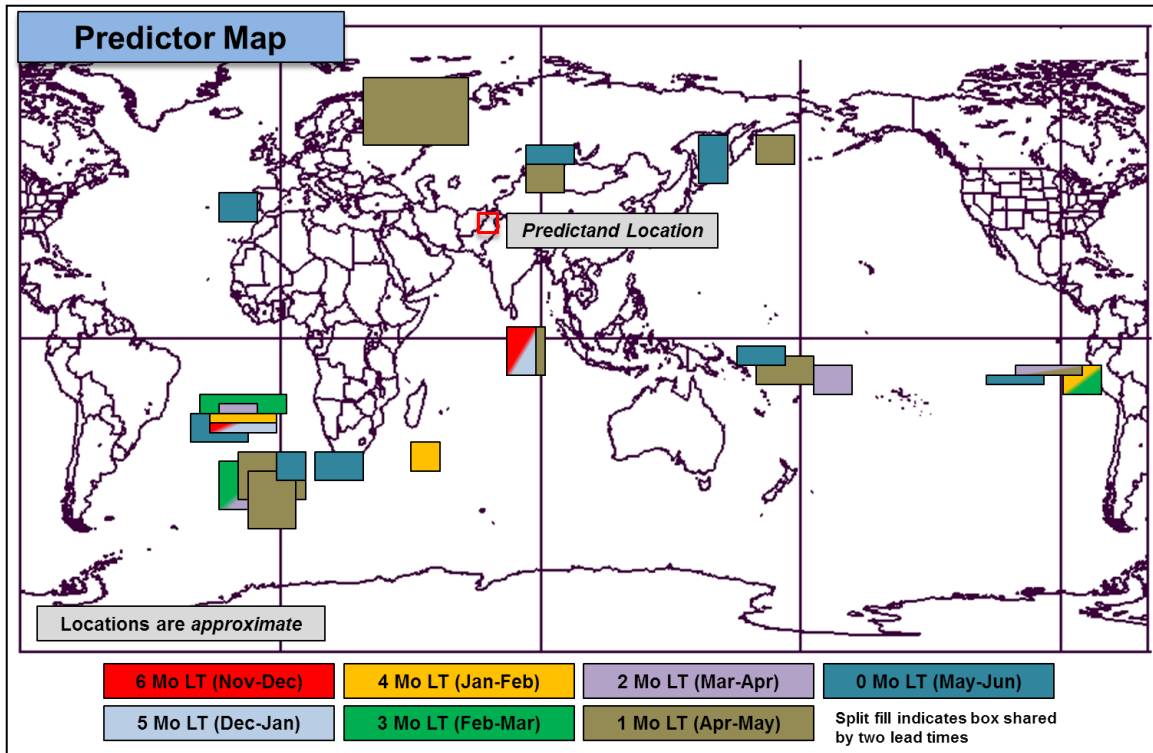 Predictor Map
Predictand Location
Locations are approximate
6 Mo LT (Nov-Dec)
4 Mo LT (Jan-Feb)
2 Mo LT (Mar-Apr)
0 Mo LT (May-Jun)
5 Mo LT (Dec-Jan)
3 Mo LT (Feb-Mar)
1 Mo LT (Apr-May)
Split fill indicates box shared
by two lead times